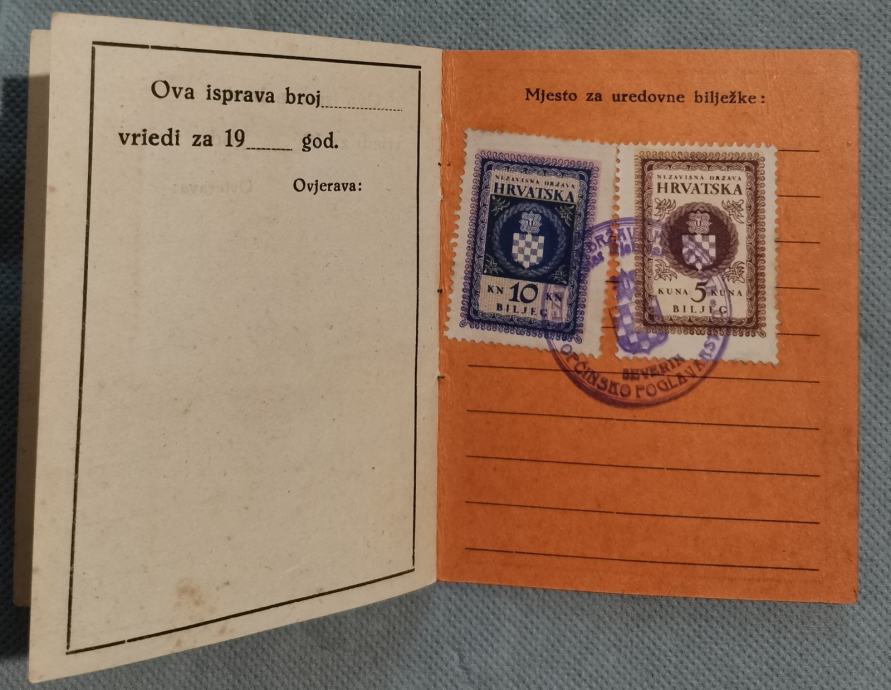 Ova isprava broj
vriedi za 19 god.
Ovjerava:
Mjesto za uredovne bilježke:
NEZAVISNA DRŽAVA
HRVATSKA
KN 10 KN
BILJEG
NEZAVISNA DRŽAVA
HRVATSKA
KUNA 5 KUNA
BILJEG
SEVERIN
OPĆINSKO POGLAVARSTVO